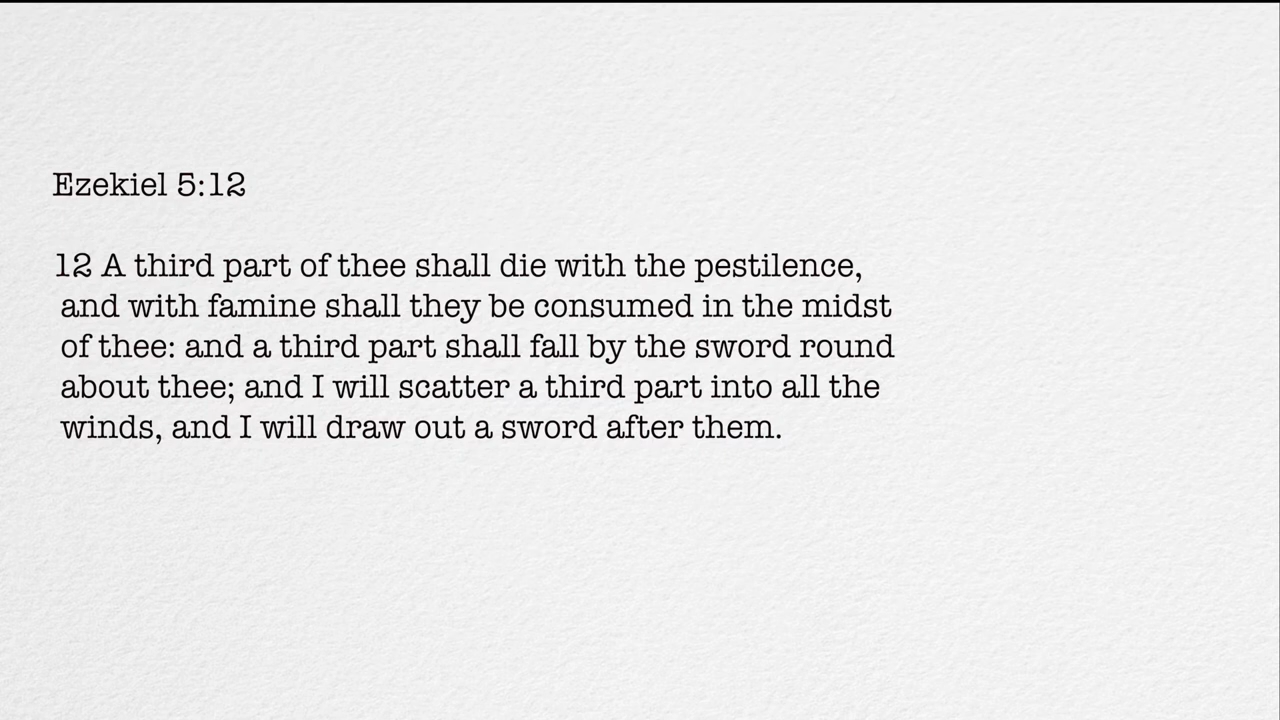 Ezekiel 5:12
12 A third part of thee shall die with the pestilence,
and with famine shall they be consumed in the midst
of thee: and a third part shall fall by the sword round
about thee; and I will scatter a third part into all the
winds, and I will draw out a sword after them.